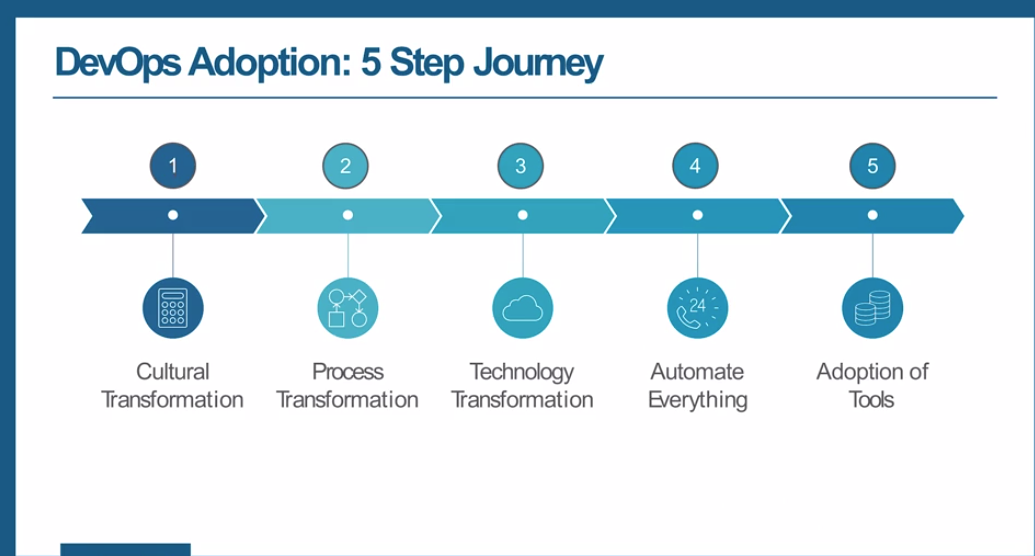 DevOps Adoption: 5 Step Journey
1
2
3
4
5
24
Cultural
Transformation
Process
Transformation
Technology
Transformation
Automate
Everything
Adoption of
Tools